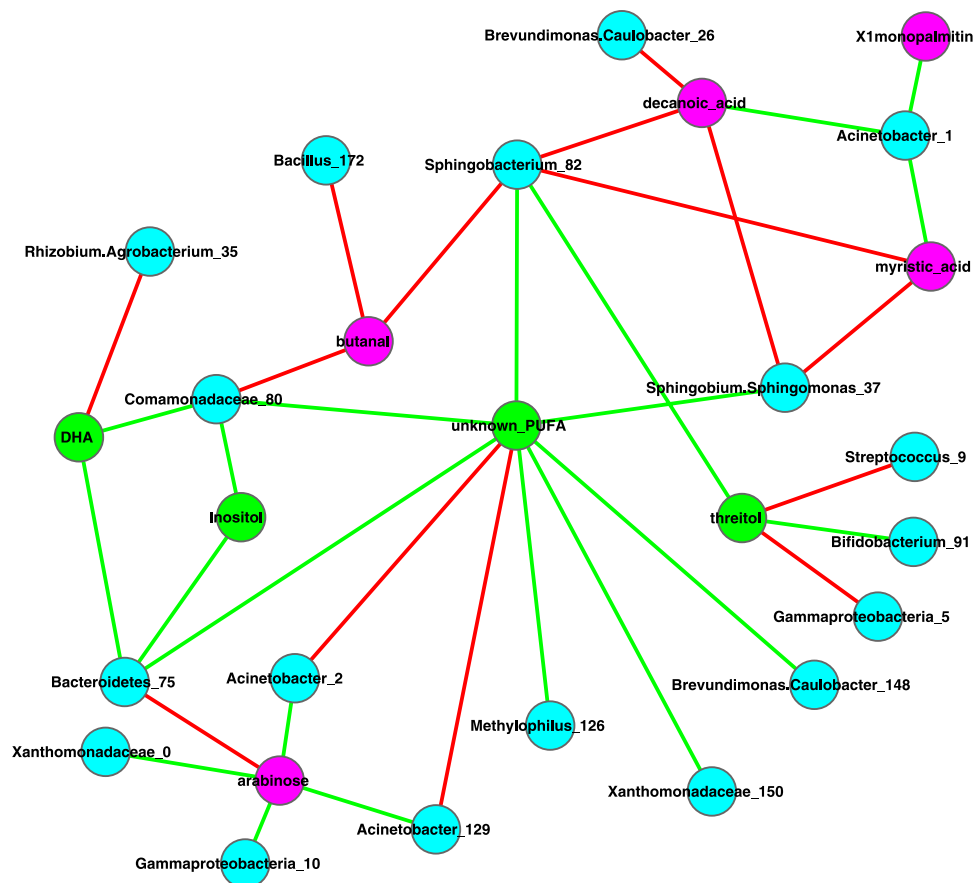 X1monopalmitin
Brevundimonas.Caulobacter_26
decanoic_acid
Acinetobacter_1
Bacillus_172
Sphingobacterium_82
Rhizobium.Agrobacterium_35
myristic_acid
butanal
Sphingobium.Sphingomonas_37
Comamonadaceae_80
unknown_PUFA
DHA
Streptococcus_9
Inositol
threitol
Bifidobacterium_91
Gammaproteobacteria_5
Bacteroidetes_75
Acinetobacter_2
Brevundimonas.Caulobacter_148
Methylophilus_126
Xanthomonadaceae_0
arabinose
Xanthomonadaceae_150
Acinetobacter_129
Gammaproteobacteria_10